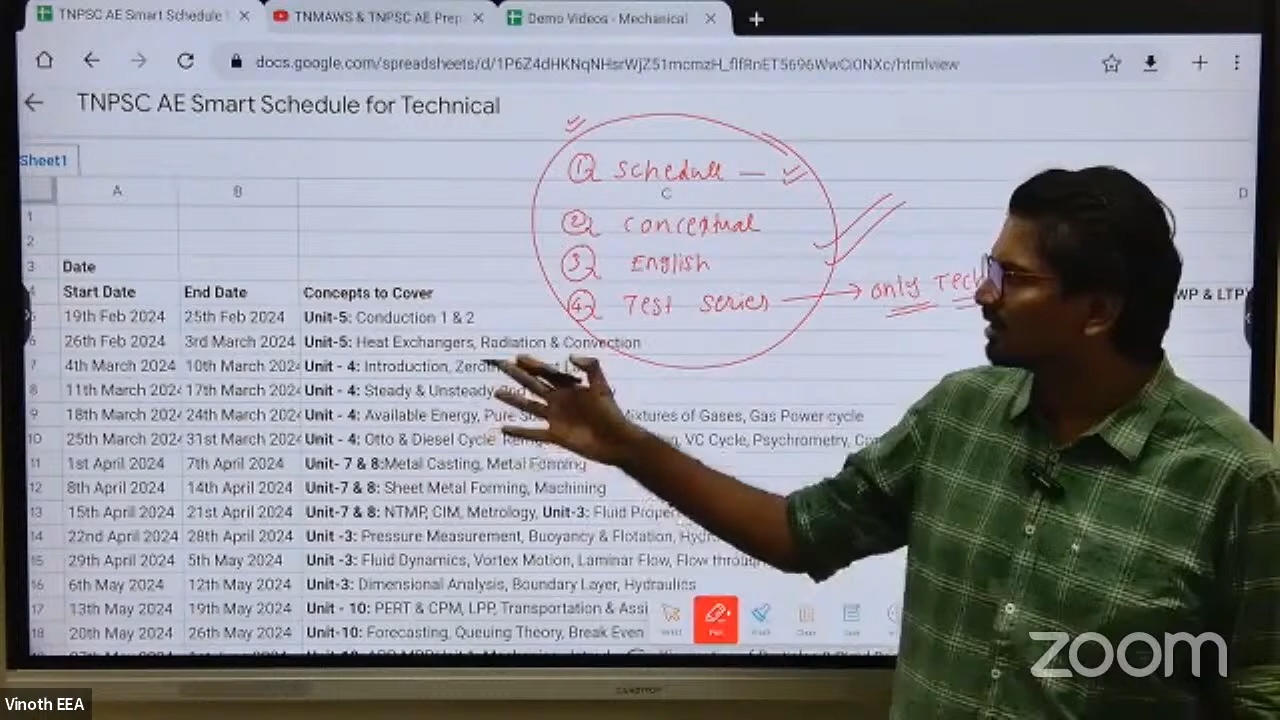 TNPSC AE Smart Schedule
TNMAWS & TNPSC AE Prep
Demo Videos - Mechanical
docs.google.com/spreadsheets/d/1P6Z4dHKNqNHsrWjZ51mcmzH_
TNPSC AE Smart Schedule for Technical
Sheet1
A B C D
1
2
3 Date
Start Date End Date Concepts to Cover WP & LTP
19th Feb 2024 25th Feb 2024 Unit-5: Conduction 1 & 2
6 26th Feb 2024 3rd March 2024 Unit-5: Heat Exchangers, Radiation & Convection
7 4th March 2024 10th March 202 Unit - 4: Introduction,
8 11th March 202 17th March 202 Unit - 4: Steady & Unsteady
9 18th March 202 24th March 202 Unit - 4: Available Energy, Pure Mixtures of Gases, Gas Power cycle
10 25th March 202 31st March 202 Unit - 4: Otto & Diesel Cycle VC Cycle, Psychrometry,
11 1st April 2024 7th April 2024 Unit- 7 & 8:Metal Casting, Metal Forming
12 8th April 2024 14th April 2024 Unit-7 & 8: Sheet Metal Forming, Machining
13 15th April 2024 21st April 2024 Unit-7 & 8: NTMP, CIM, Metrology, Unit-3: Fluid
14 22nd April 2024 28th April 2024 Unit -3: Pressure Measurement, Buoyancy & Flotation,
15 29th April 2024 5th May 2024 Unit -3: Fluid Dynamics, Vortex Motion, Laminar Flow, Flow
16 6th May 2024 12th May 2024 Unit-3: Dimensional Analysis, Boundary Layer, Hydraulics
17 13th May 2024 19th May 2024 Unit - 10: PERT & CPM, LPP, Transportation & Assi
18 20th May 2024 26th May 2024 Unit-10: Forecasting, Queuing Theory, Break Even
① Schedule —
② Concextual
③ English
④ Test series → only Tech
zoom
Vinoth EEA